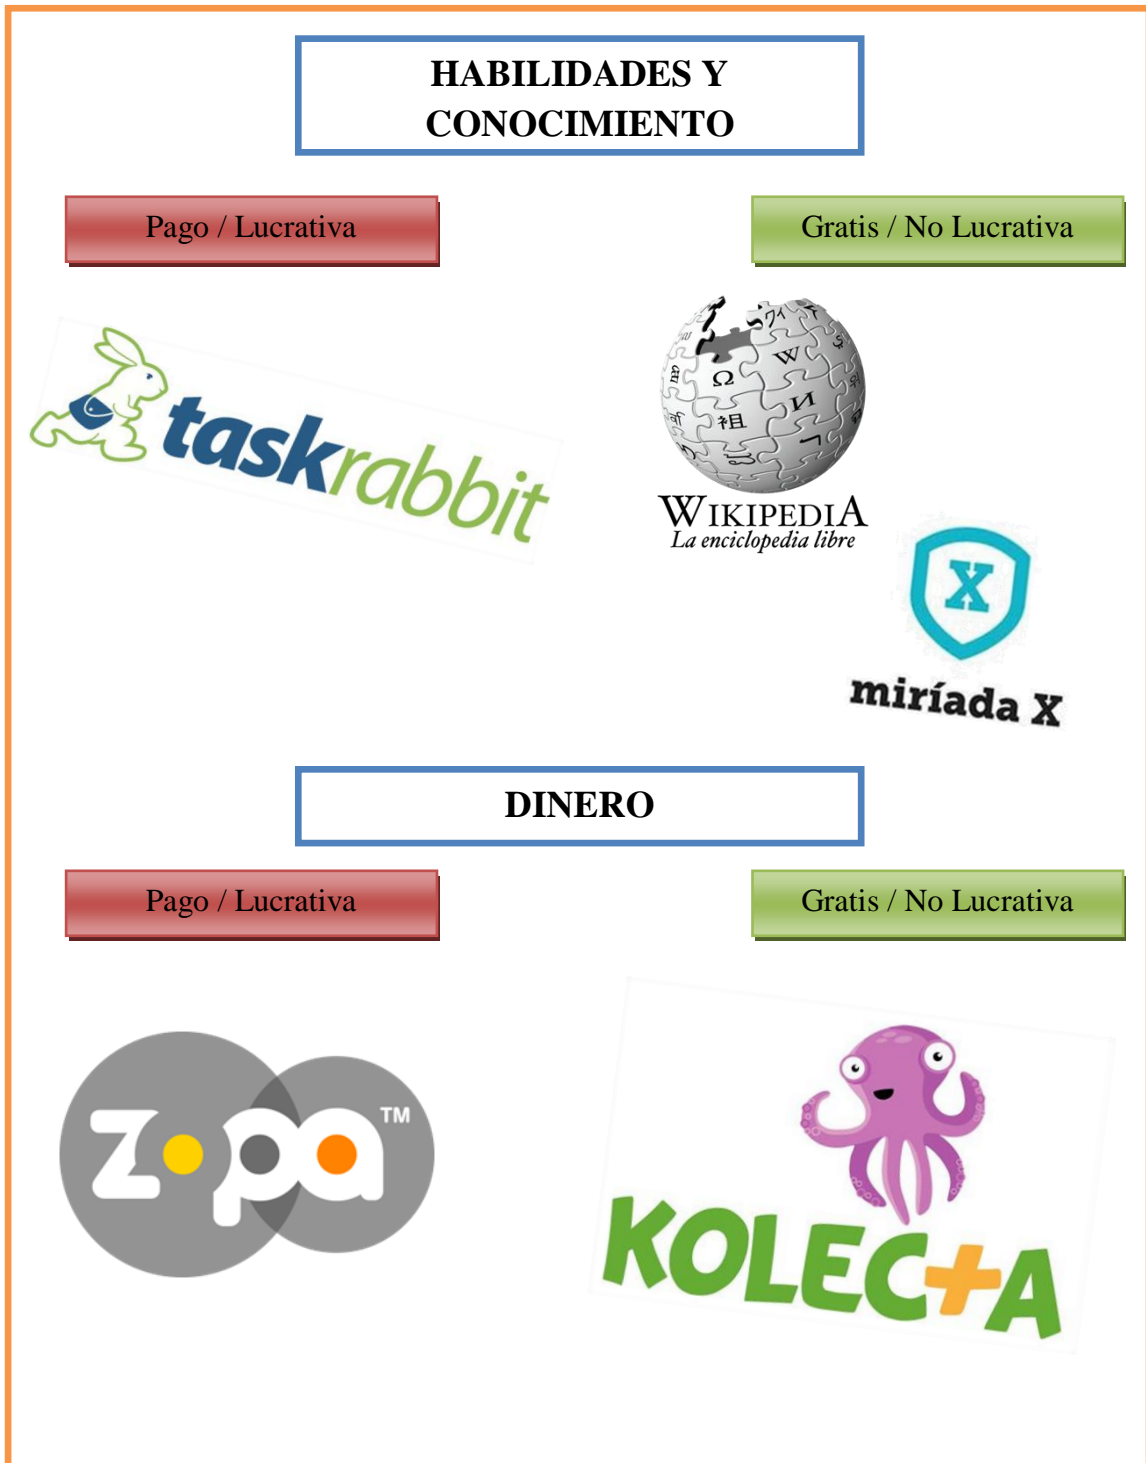 HABILIDADES Y
CONOCIMIENTO
Pago / Lucrativa
Gratis / No Lucrativa
taskrabbit
Ω W И
祖
WIKIPEDIA
La enciclopedia libre
X
miríada X
DINERO
Pago / Lucrativa
Gratis / No Lucrativa
zopa™
KOLEC+A